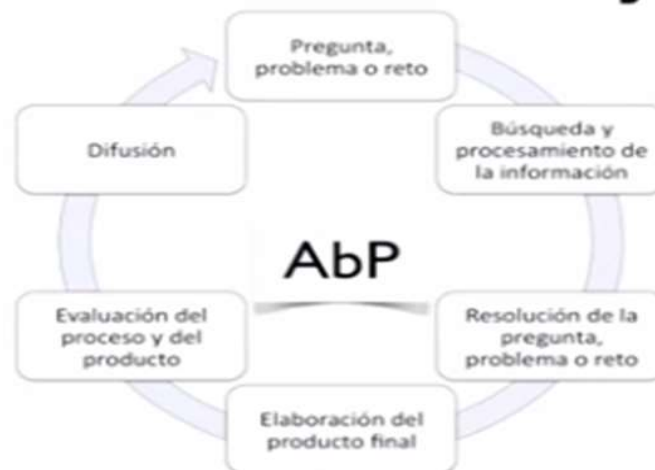 Pregunta,
problema o reto
Búsqueda y
procesamiento de
la información
Resolución de la
pregunta,
problema o reto
Elaboración del
producto final
Evaluación del
proceso y del
producto
Difusión
AbP